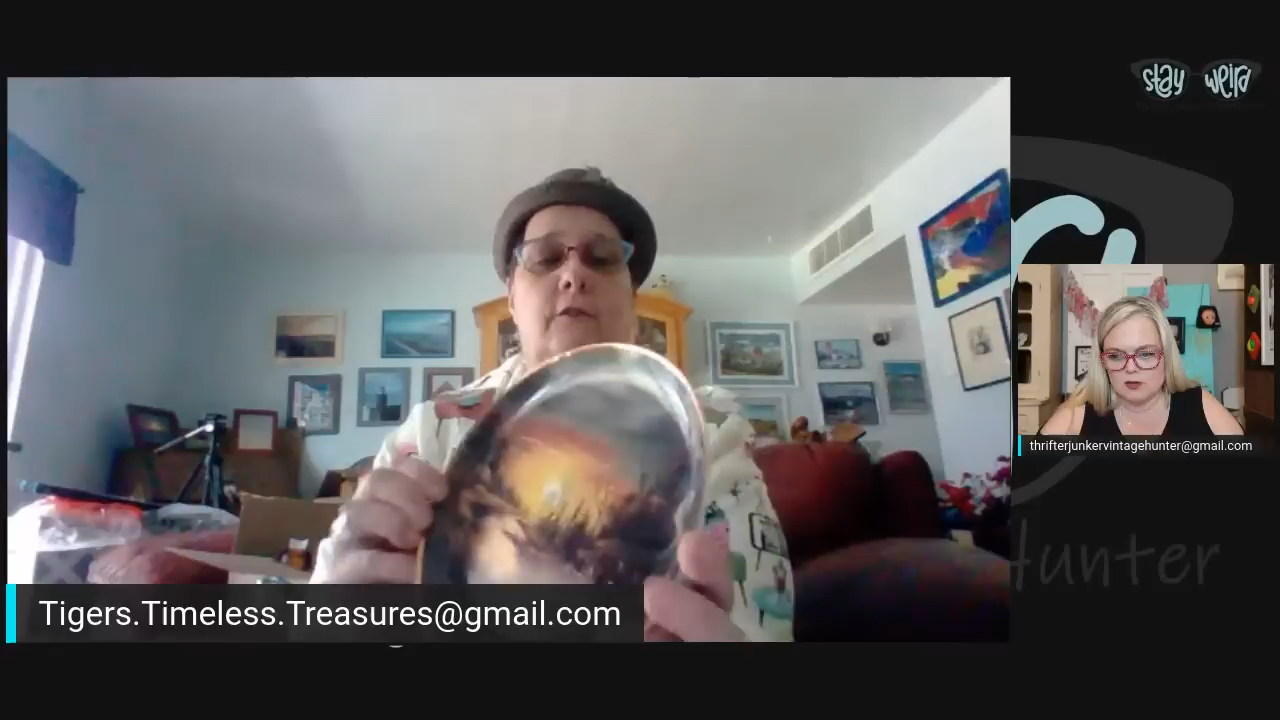 stay weird
thrifterjunkervintagehunter@gmail.com
Hunter
Tigers.Timeless.Treasures@gmail.com